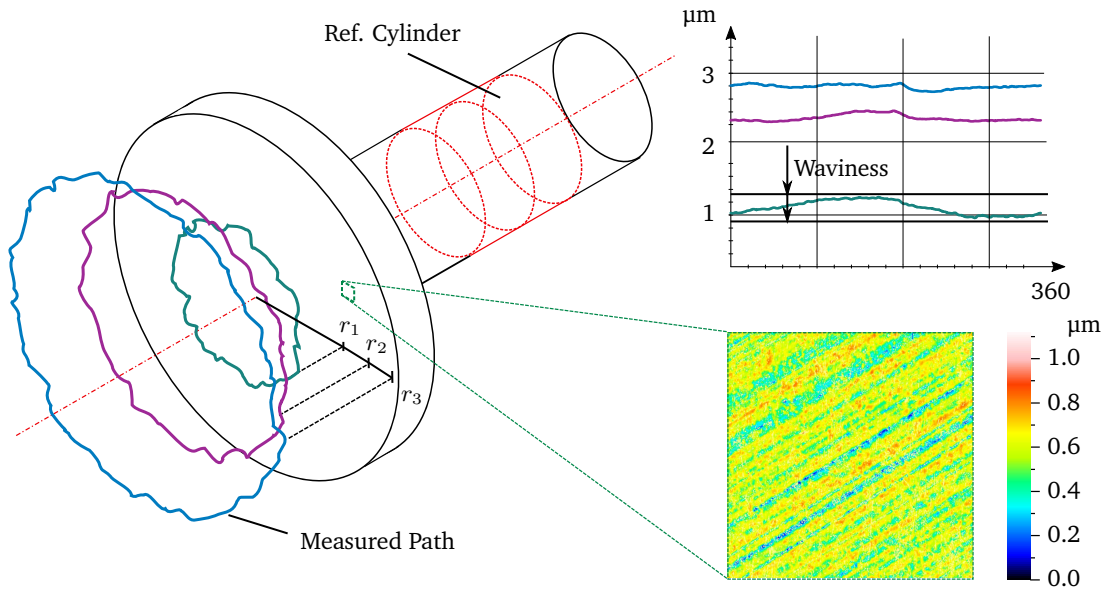 Ref. Cylinder
r1
r2
r3
Measured Path
μm
3
2
1
Waviness
360
μm
1.0
0.8
0.6
0.4
0.2
0.0